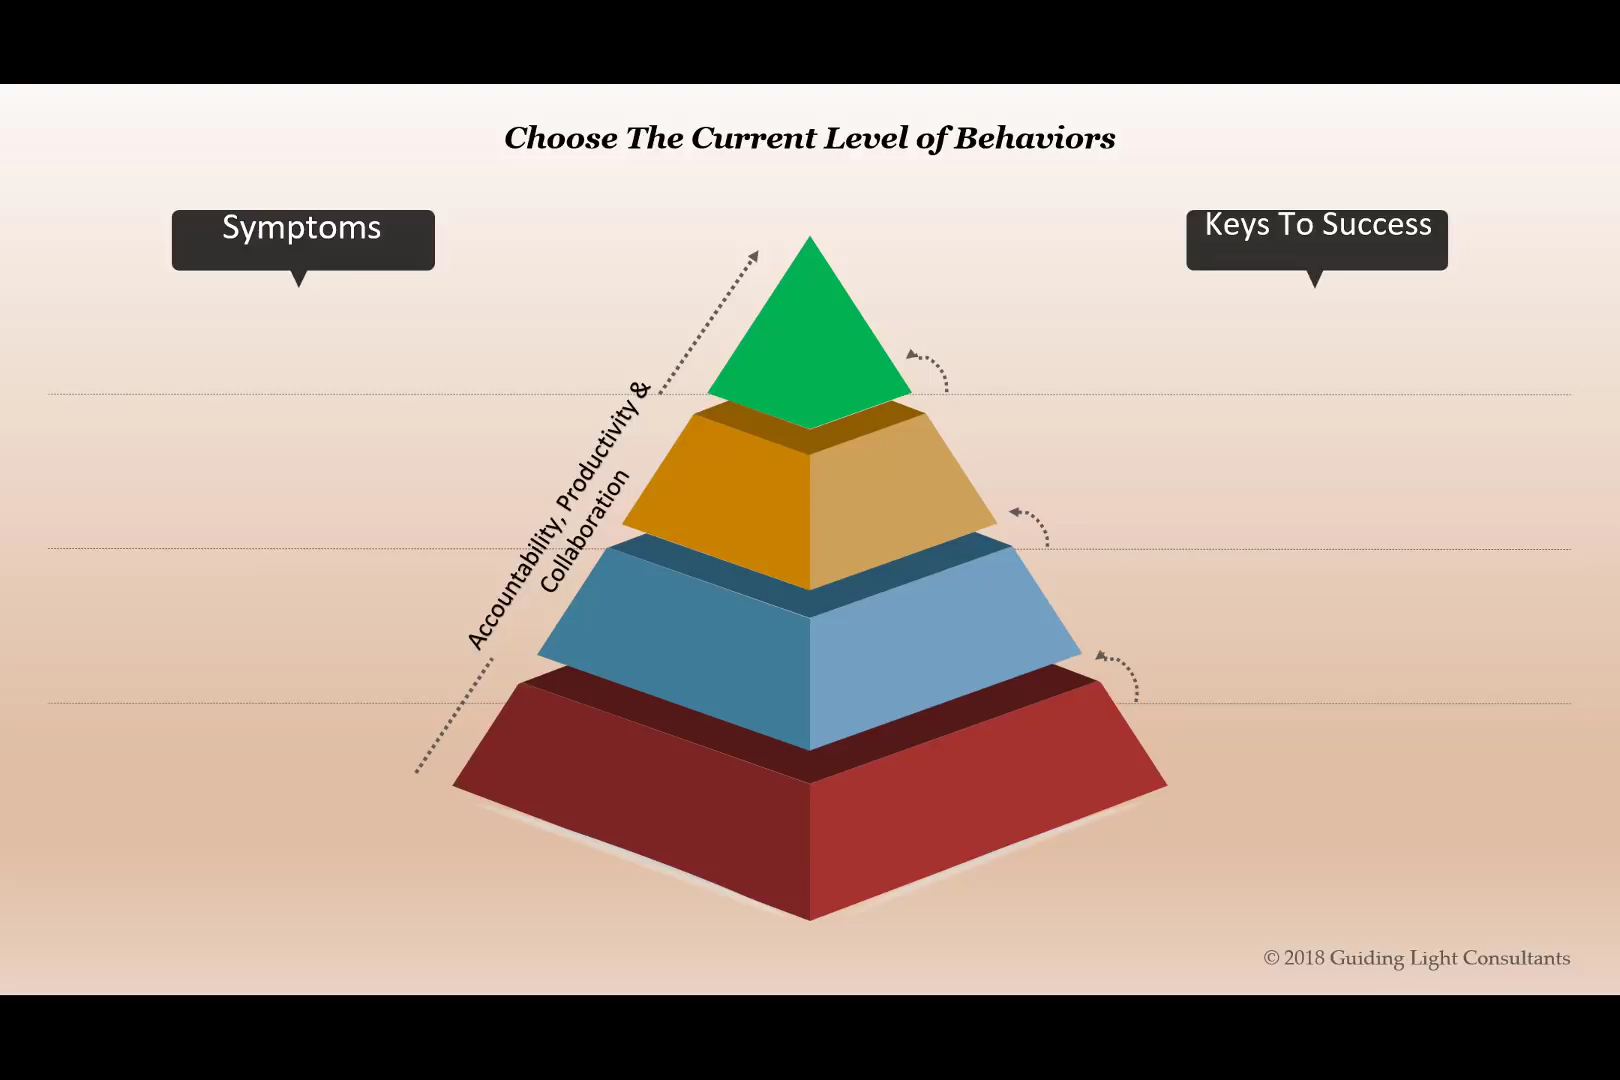 Choose The Current Level of Behaviors
Symptoms
Keys To Success
Accountability, Productivity &
Collaboration
© 2018 Guiding Light Consultants